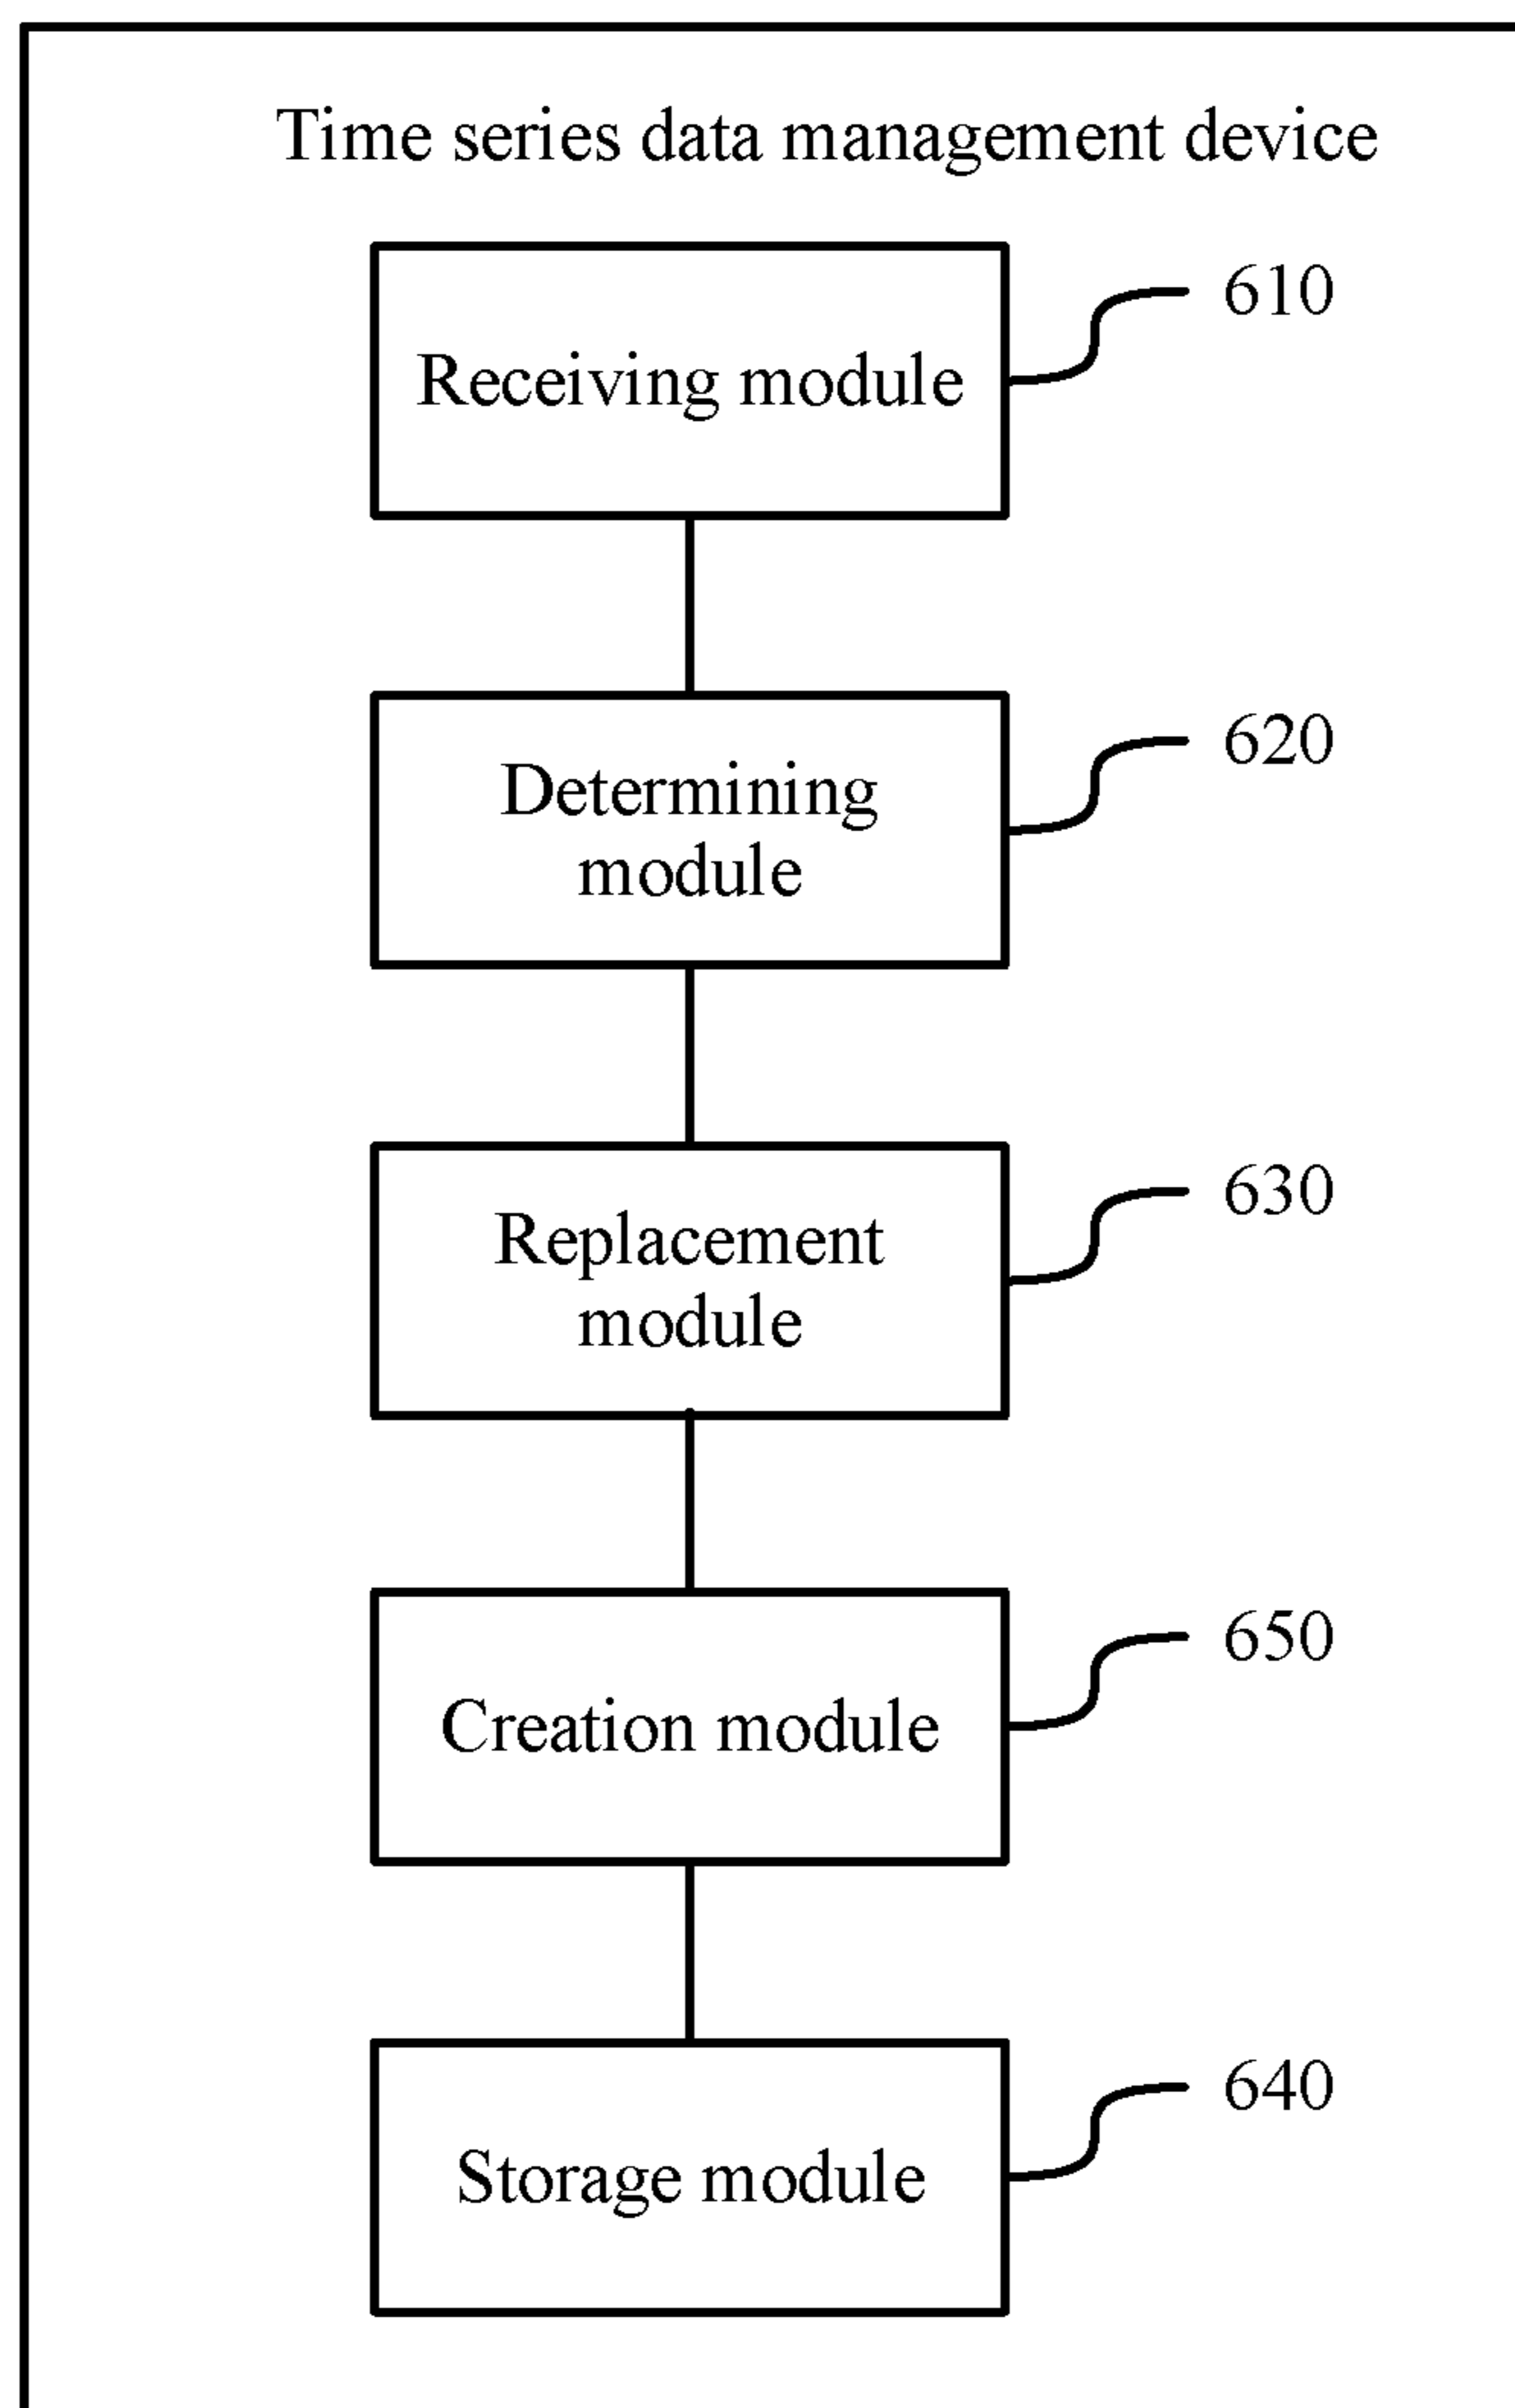 Time series data management device
Receiving module
610
Determining
module
620
Replacement
module
630
Creation module
650
Storage module
640